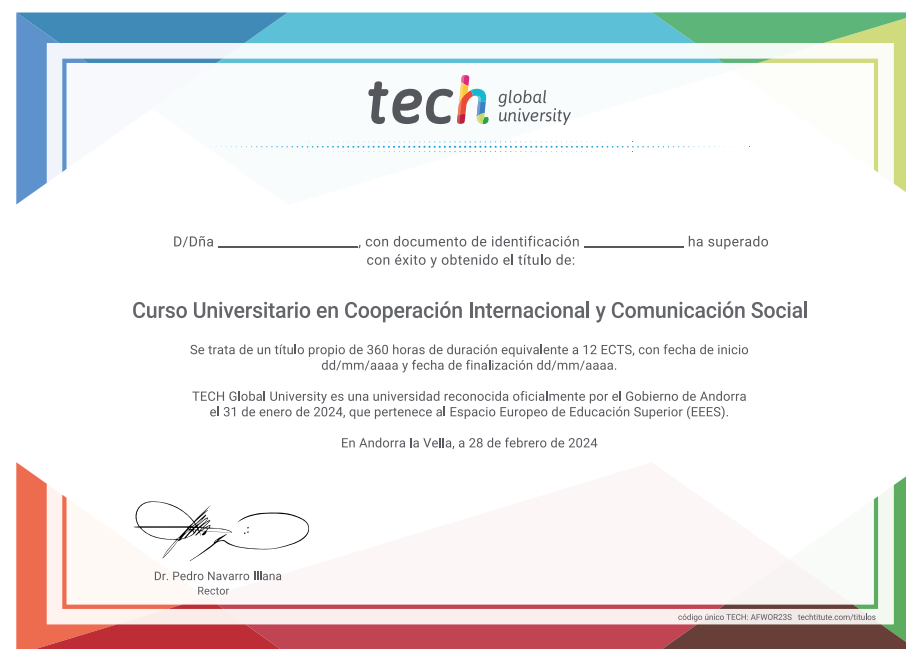 tech global university
D/Dña ____________, con documento de identificación ____________ ha superado
con éxito y obtenido el título de:
Curso Universitario en Cooperación Internacional y Comunicación Social
Se trata de un título propio de 360 horas de duración equivalente a 12 ECTS, con fecha de inicio
dd/mm/aaaa y fecha de finalización dd/mm/aaaa.
TECH Global University es una universidad reconocida oficialmente por el Gobierno de Andorra
el 31 de enero de 2024, que pertenece al Espacio Europeo de Educación Superior (EEES).
En Andorra la Vella, a 28 de febrero de 2024
Dr. Pedro Navarro Illana
Rector
código único TECH: AFWOR23S techtitute.com/titulos